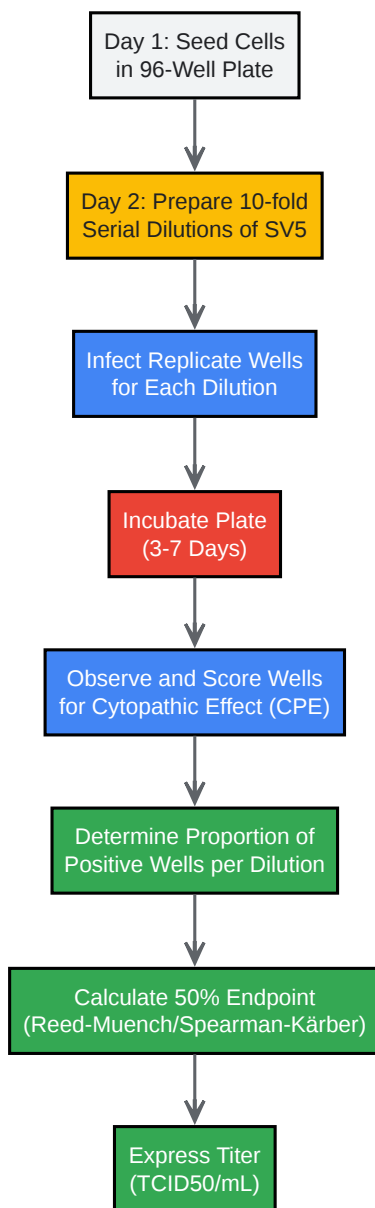 Day 1: Seed Cells
in 96-Well Plate
Day 2: Prepare 10-fold
Serial Dilutions of SV5
Infect Replicate Wells
for Each Dilution
Incubate Plate
(3-7 Days)
Observe and Score Wells
for Cytopathic Effect (CPE)
Determine Proportion of
Positive Wells per Dilution
Calculate 50% Endpoint
(Reed-Muench/Spearman-Kärber)
Express Titer
(TCID50/mL)